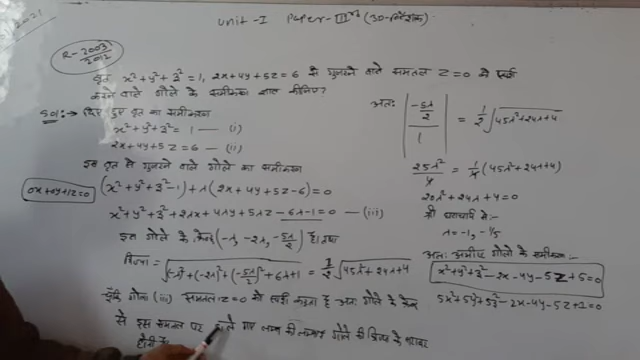 2021
Unit-I Paper-III rd (3D-निर्देशांक)
R-2003, 2012
वृत्त x²+y²+z²=1, 2x+4y+5z=6 से गुजरने वाले समतल z=0 को स्पर्श
करने वाले गोले के समीकरण ज्ञात कीजिए?
Sol:→ दिए हुए वृत्त का समीकरण
x²+y²+z²=1 — (i)
2x+4y+5z=6 — (ii)
इस वृत्त से गुजरने वाले गोले का समीकरण
0x+0y+1z=0
(x²+y²+z²-1)+λ(2x+4y+5z-6)=0
x²+y²+z²+2λx+4λy+5λz-6λ-1=0 — (iii)
इस गोले के केन्द्र (-λ, -2λ, -5λ/2) है। तथा
त्रिज्या = √((-λ)²+(-2λ)²+(-5λ/2)²+6λ+1) = 1/2 √(45λ²+24λ+4)
चूँकि गोला (iii) समतल z=0 को स्पर्श करता है अतः गोले के केन्द्र
से इस समतल पर डाले गए लम्ब की लम्बाई गोले की त्रिज्या के बराबर
होगी
अतः |(-5λ/2)/1| = 1/2 √(45λ²+24λ+4)
25λ²/4 = 1/4 (45λ²+24λ+4)
20λ²+24λ+4=0
श्री धराचार्य से:-
λ=-1, -1/5
अतः अभीष्ट गोलो के समीकरण:-
x²+y²+z²-2x-4y-5z+5=0
5x²+5y²+5z²-2x-4y-5z+1=0